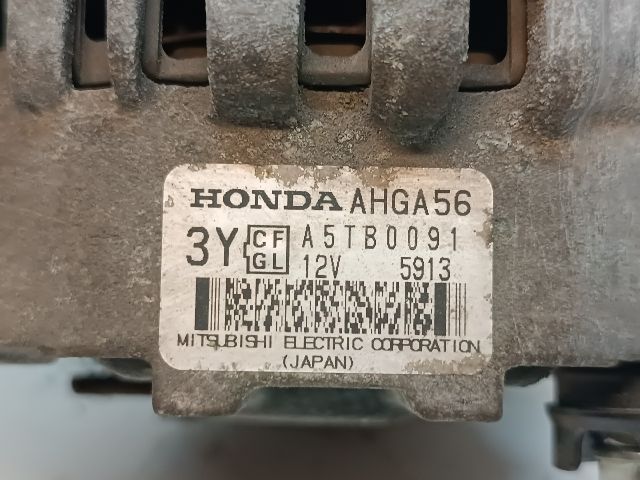 HONDA AHGA56
3Y CF GL A5TB0091
12V 5913
MITSUBISHI ELECTRIC CORPORATION
(JAPAN)